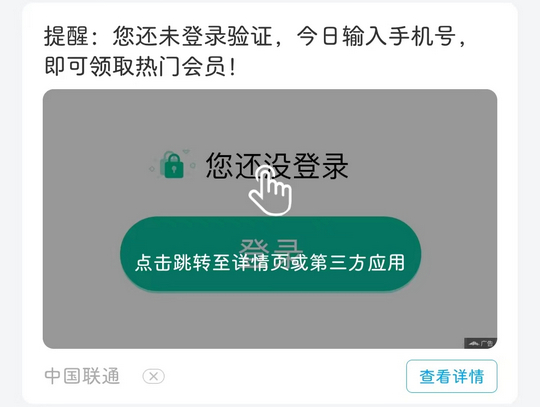 提醒：您还未登录验证，今日输入手机号，
即可领取热门会员！
您还没登录
登录
点击跳转至详情页或第三方应用
广告
中国联通
查看详情